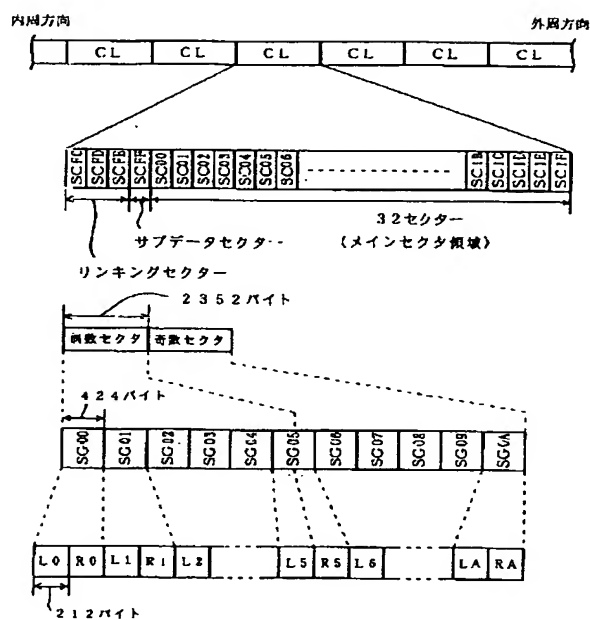 内周方向 外周方向
CL CL CL CL CL CL
SCFC SCFD SCFE SCFF SC00 SC01 SC02 SC03 SC04 SC05 SC06 SC1B SC1C SC1D SC1E SC1F
32セクター
サブデータセクター (メインセクタ領域)
リンキングセクター
2352バイト
偶数セクタ 奇数セクタ
424バイト
SG00 SG01 SG02 SG03 SG04 SG05 SG06 SG07 SG08 SG09 SG0A
L0 R0 L1 R1 L2 L5 R5 L6 LA RA
212バイト